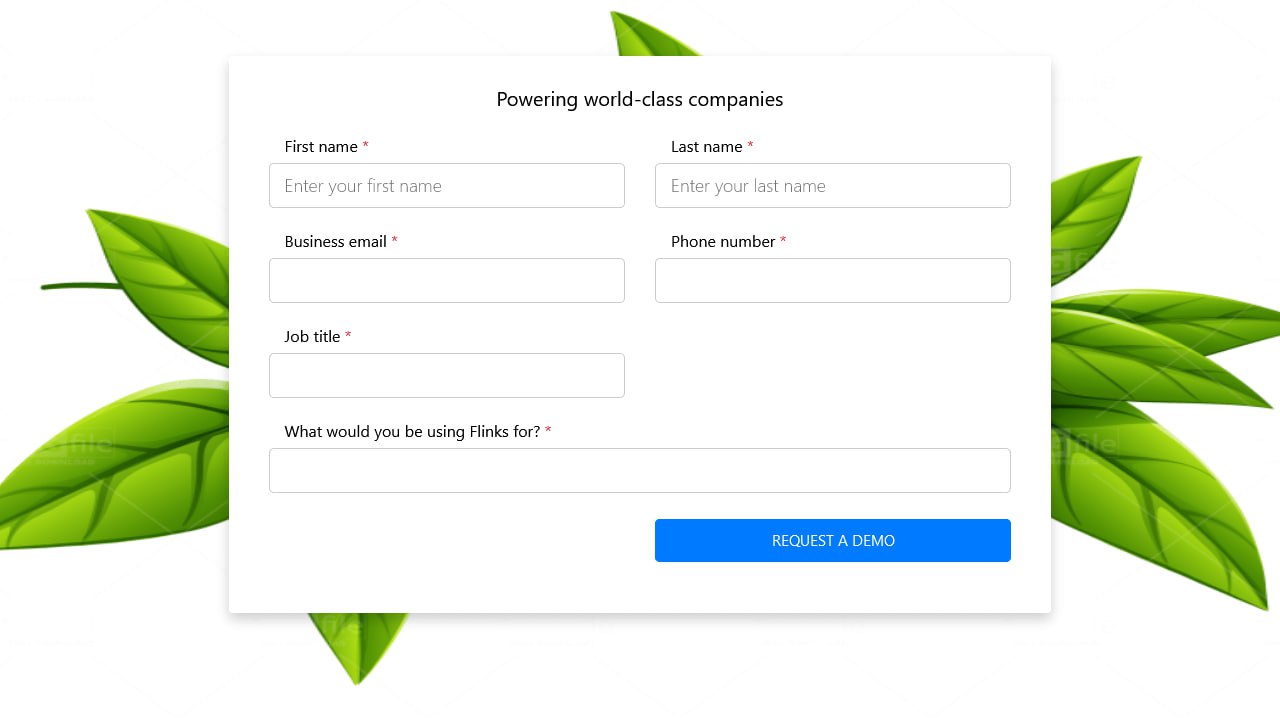 Powering world-class companies
First name *
Last name *
Enter your first name
Enter your last name
Business email *
Phone number *
Job title *
What would you be using Flinks for? *
REQUEST A DEMO